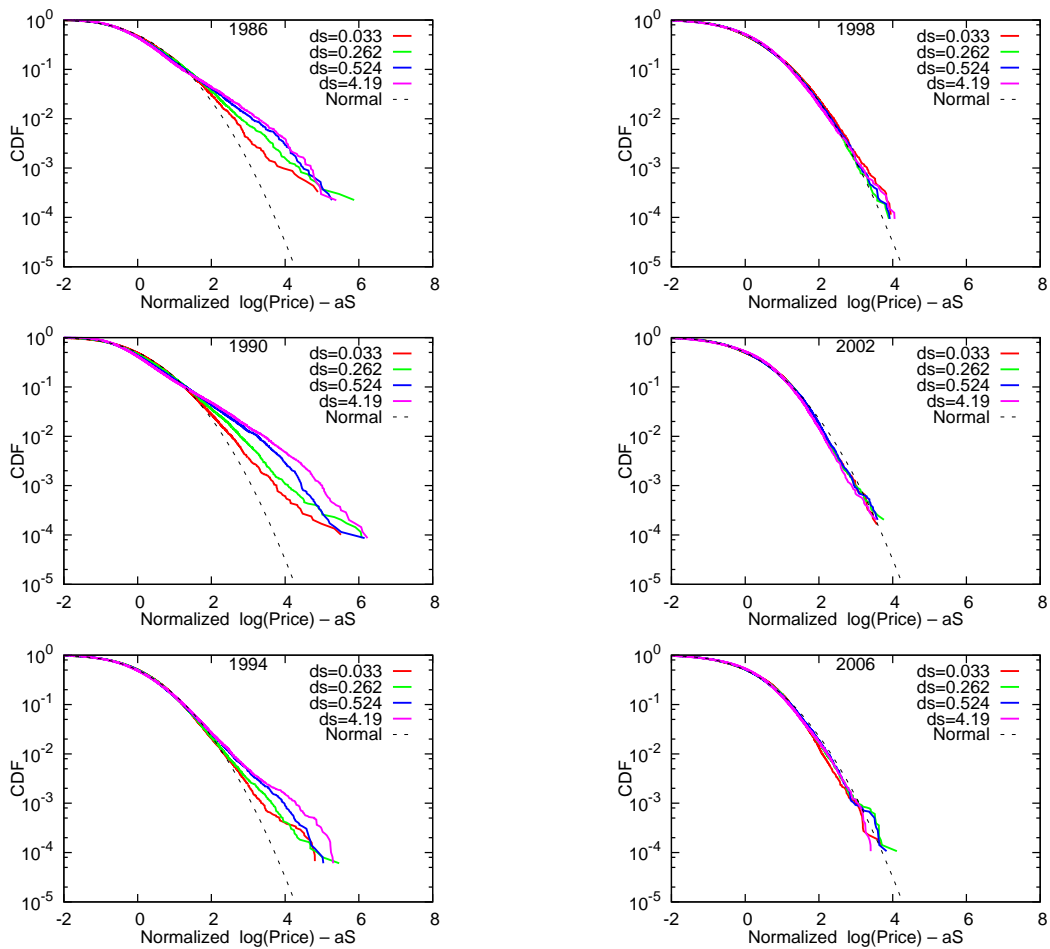 1986
ds=0.033
ds=0.262
ds=0.524
ds=4.19
Normal
CDF
10^0
10^-1
10^-2
10^-3
10^-4
10^-5
-2 0 2 4 6 8
Normalized log(Price) – aS
1998
ds=0.033
ds=0.262
ds=0.524
ds=4.19
Normal
CDF
10^0
10^-1
10^-2
10^-3
10^-4
10^-5
-2 0 2 4 6 8
Normalized log(Price) – aS
1990
ds=0.033
ds=0.262
ds=0.524
ds=4.19
Normal
CDF
10^0
10^-1
10^-2
10^-3
10^-4
10^-5
-2 0 2 4 6 8
Normalized log(Price) – aS
2002
ds=0.033
ds=0.262
ds=0.524
ds=4.19
Normal
CDF
10^0
10^-1
10^-2
10^-3
10^-4
10^-5
-2 0 2 4 6 8
Normalized log(Price) – aS
1994
ds=0.033
ds=0.262
ds=0.524
ds=4.19
Normal
CDF
10^0
10^-1
10^-2
10^-3
10^-4
10^-5
-2 0 2 4 6 8
Normalized log(Price) – aS
2006
ds=0.033
ds=0.262
ds=0.524
ds=4.19
Normal
CDF
10^0
10^-1
10^-2
10^-3
10^-4
10^-5
-2 0 2 4 6 8
Normalized log(Price) – aS